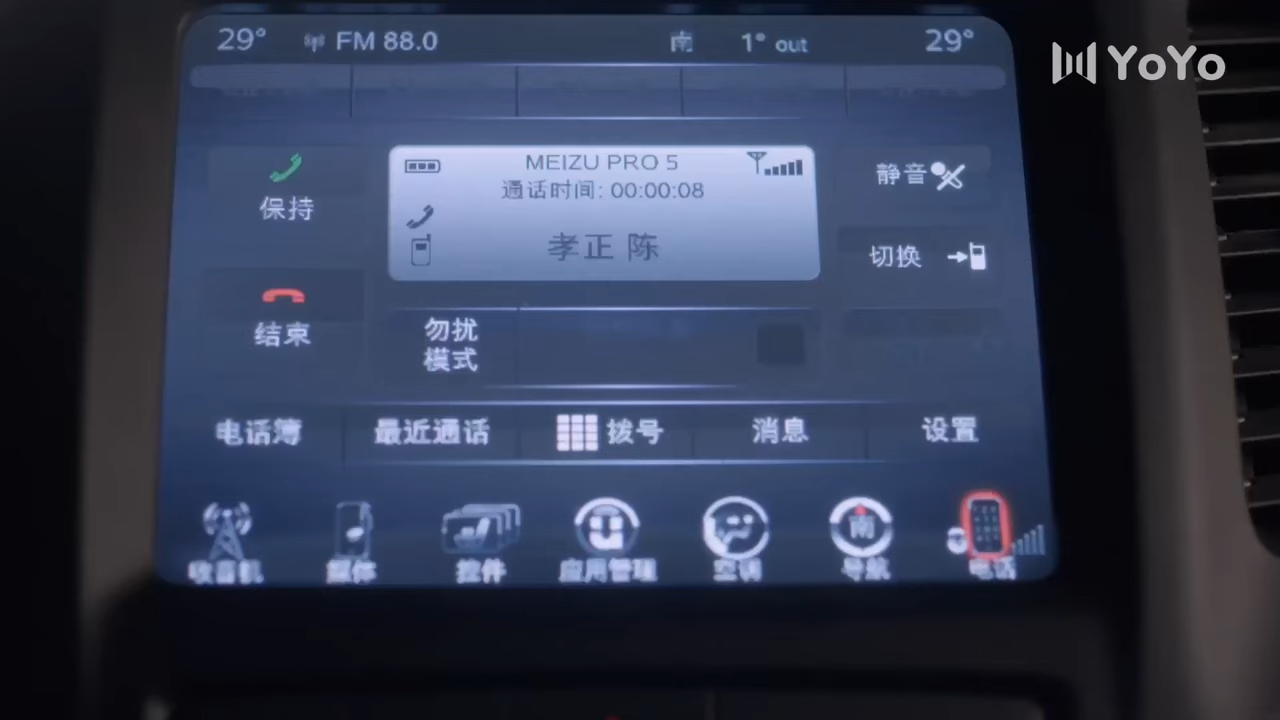 29° FM 88.0 南 1° out 29°
YoYo
MEIZU PRO 5
通话时间: 00:00:08
孝正 陈
保持
静音
切换
结束
勿扰
模式
电话簿 最近通话 拨号 消息 设置
南
收音机 媒体 控件 应用管理 空调 导航 电话